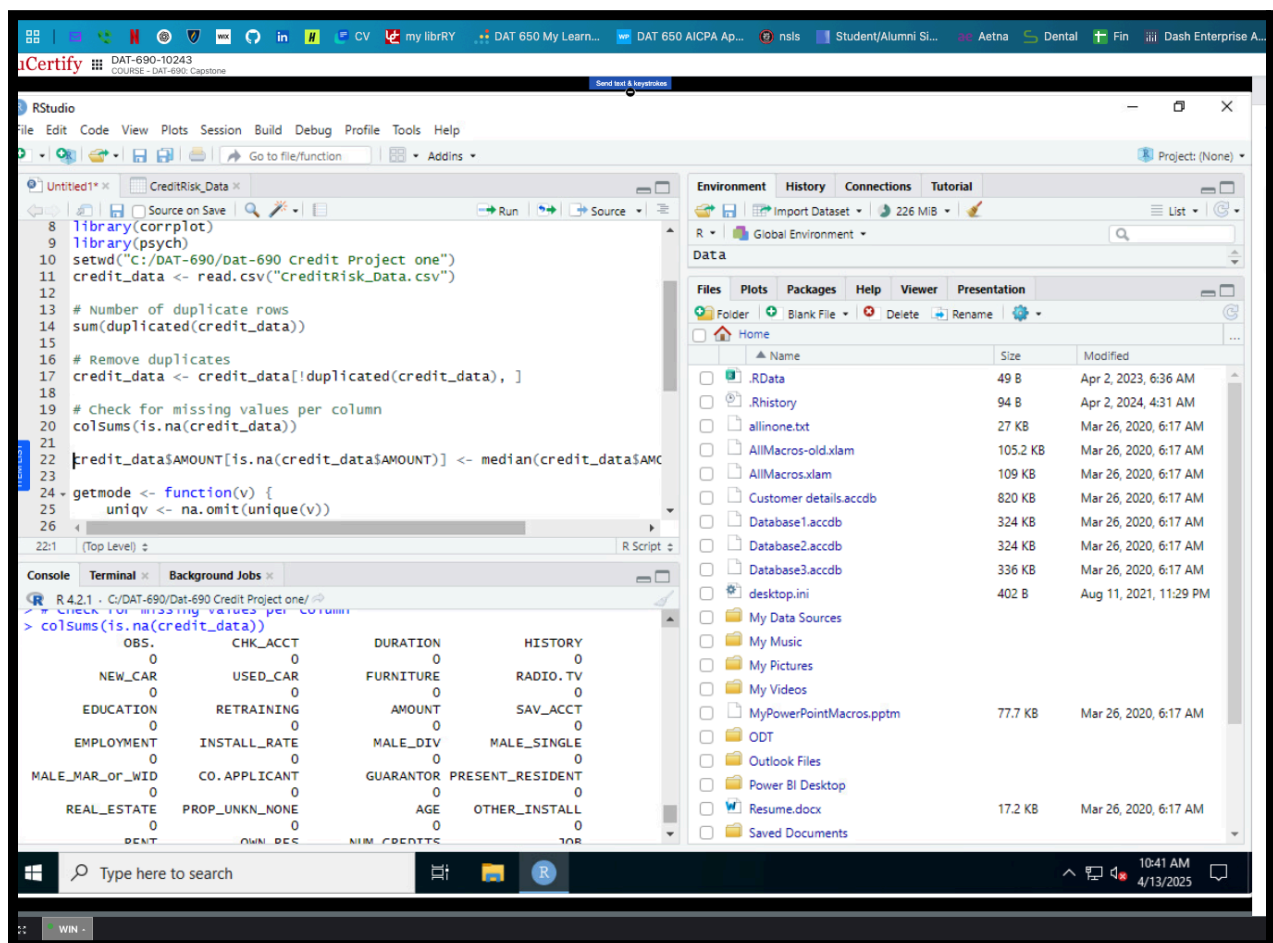 CV
my librRY
DAT 650 My Learn...
DAT 650 AICPA Ap...
nsls
Student/Alumni Si...
Aetna
Dental
Fin
Dash Enterprise A...
uCertify
DAT-690-10243
COURSE - DAT-690: Capstone
Send text & keystrokes
RStudio
File Edit Code View Plots Session Build Debug Profile Tools Help
Go to file/function
Addins
Project: (None)
Untitled1*
CreditRisk_Data
Source on Save
Run
Source
8 library(corrplot)
9 library(psych)
10 setwd("C:/DAT-690/Dat-690 Credit Project one")
11 credit_data <- read.csv("CreditRisk_Data.csv")
12
13 # Number of duplicate rows
14 sum(duplicated(credit_data))
15
16 # Remove duplicates
17 credit_data <- credit_data[!duplicated(credit_data), ]
18
19 # Check for missing values per column
20 colSums(is.na(credit_data))
21
22 credit_data$AMOUNT[is.na(credit_data$AMOUNT)] <- median(credit_data$AMO
23
24 getmode <- function(v) {
25 uniqv <- na.omit(unique(v))
26
22:1 (Top Level) R Script
Console Terminal Background Jobs
R 4.2.1 · C:/DAT-690/Dat-690 Credit Project one/
> # Check for missing values per column
> colSums(is.na(credit_data))
OBS. CHK_ACCT DURATION HISTORY
0 0 0 0
NEW_CAR USED_CAR FURNITURE RADIO.TV
0 0 0 0
EDUCATION RETRAINING AMOUNT SAV_ACCT
0 0 0 0
EMPLOYMENT INSTALL_RATE MALE_DIV MALE_SINGLE
0 0 0 0
MALE_MAR_or_WID CO.APPLICANT GUARANTOR PRESENT_RESIDENT
0 0 0 0
REAL_ESTATE PROP_UNKN_NONE AGE OTHER_INSTALL
0 0 0 0
RENT OWN_RES NUM_CREDITS JOB
Environment History Connections Tutorial
Import Dataset 226 MiB List
R Global Environment
Data
Files Plots Packages Help Viewer Presentation
Folder Blank File Delete Rename
Home
...
Name Size Modified
.RData 49 B Apr 2, 2023, 6:36 AM
.Rhistory 94 B Apr 2, 2024, 4:31 AM
allinone.txt 27 KB Mar 26, 2020, 6:17 AM
AllMacros-old.xlam 105.2 KB Mar 26, 2020, 6:17 AM
AllMacros.xlam 109 KB Mar 26, 2020, 6:17 AM
Customer details.accdb 820 KB Mar 26, 2020, 6:17 AM
Database1.accdb 324 KB Mar 26, 2020, 6:17 AM
Database2.accdb 324 KB Mar 26, 2020, 6:17 AM
Database3.accdb 336 KB Mar 26, 2020, 6:17 AM
desktop.ini 402 B Aug 11, 2021, 11:29 PM
My Data Sources
My Music
My Pictures
My Videos
MyPowerPointMacros.pptm 77.7 KB Mar 26, 2020, 6:17 AM
ODT
Outlook Files
Power BI Desktop
Resume.docx 17.2 KB Mar 26, 2020, 6:17 AM
Saved Documents
Type here to search
10:41 AM
4/13/2025
WIN -